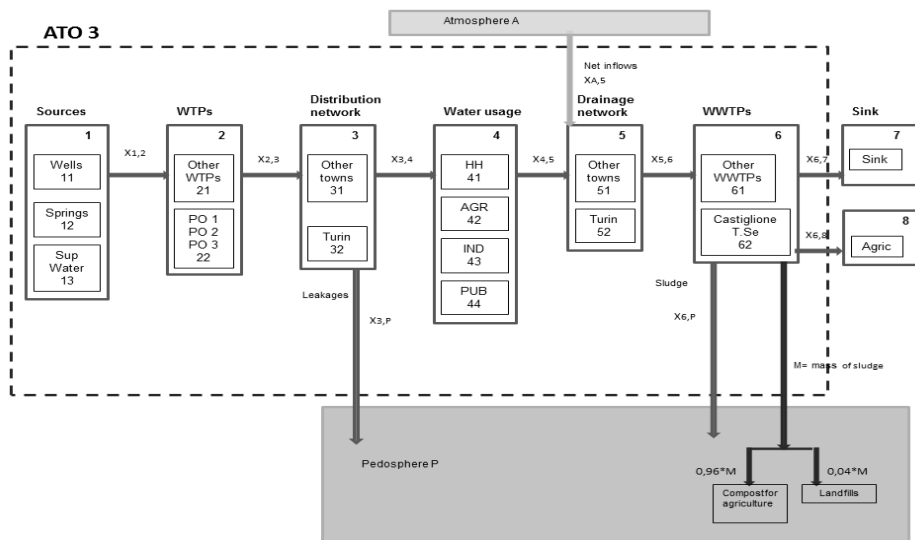 Atmosphere A
ATO 3
Net inflows
XA,5
Sources
WTPs
Distribution
network
Water usage
Drainage
network
WWTPs
Sink
1
Wells
11
Springs
12
Sup
Water
13
X1,2
2
Other
WTPs
21
PO 1
PO 2
PO 3
22
X2,3
3
Other
towns
31
Turin
32
X3,4
4
HH
41
AGR
42
IND
43
PUB
44
X4,5
5
Other
towns
51
Turin
52
X5,6
6
Other
WWTPs
61
Castiglione
T.Se
62
X6,7
7
Sink
X6,8
8
Agric
Leakages
X3,P
Sludge
X6,P
M= mass of sludge
Pedosphere P
0,96*M
0,04*M
Compostfor
agriculture
Landfills